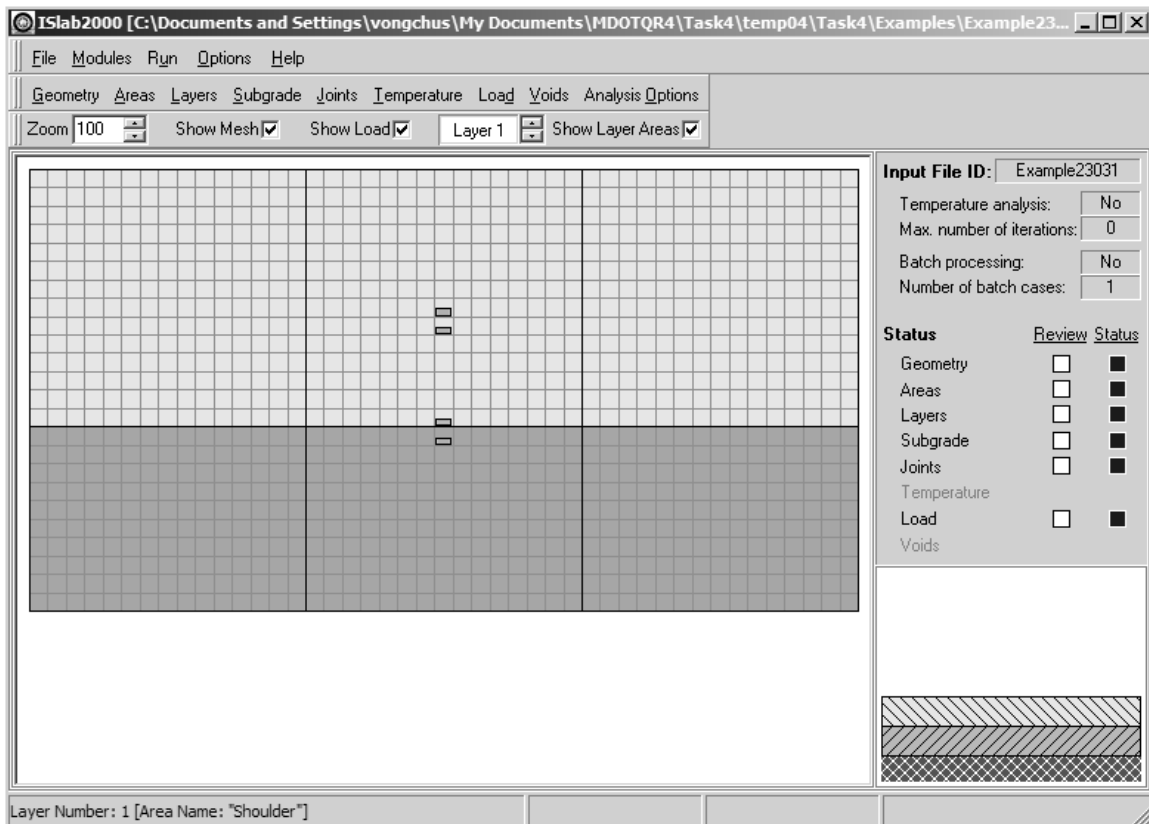 ISlab2000 [C:\Documents and Settings\vongchus\My Documents\MDOTQR4\Task4\temp04\Task4\Examples\Example23...
File Modules Run Options Help
Geometry Areas Layers Subgrade Joints Temperature Load Voids Analysis Options
Zoom 100 Show Mesh Show Load Layer 1 Show Layer Areas
Input File ID: Example23031
Temperature analysis: No
Max. number of iterations: 0
Batch processing: No
Number of batch cases: 1
Status Review Status
Geometry
Areas
Layers
Subgrade
Joints
Temperature
Load
Voids
Layer Number: 1 [Area Name: "Shoulder"]